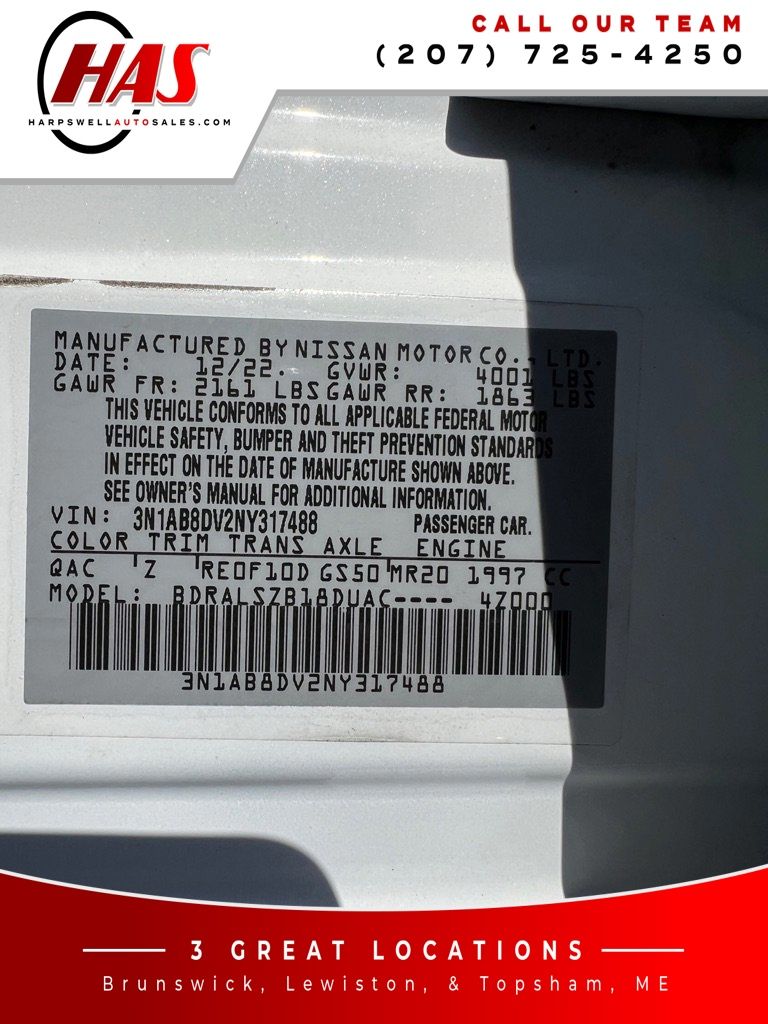 HAS
HARPSWELLAUTOSALES.COM
CALL OUR TEAM
(207) 725-4250
MANUFACTURED BY NISSAN MOTOR CO., LTD.
DATE: 12/22. GVWR: 4001 LBS
GAWR FR: 2161 LBS GAWR RR: 1863 LBS
THIS VEHICLE CONFORMS TO ALL APPLICABLE FEDERAL MOTOR
VEHICLE SAFETY, BUMPER AND THEFT PREVENTION STANDARDS
IN EFFECT ON THE DATE OF MANUFACTURE SHOWN ABOVE.
SEE OWNER'S MANUAL FOR ADDITIONAL INFORMATION.
VIN: 3N1AB8DV2NY317488 PASSENGER CAR.
COLOR TRIM TRANS AXLE ENGINE
QAC Z RE0F10D GS50 MR20 1997 CC
MODEL: BDRALSZB18DUAC---- 4Z000
3N1AB8DV2NY317488
3 GREAT LOCATIONS
Brunswick, Lewiston, & Topsham, ME